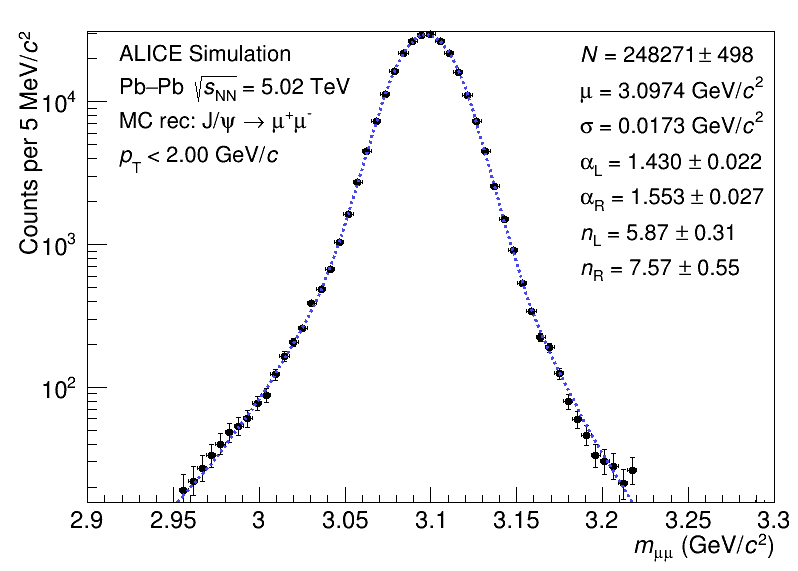 ALICE Simulation
Pb–Pb √sNN = 5.02 TeV
MC rec: J/ψ → μ⁺μ⁻
pT < 2.00 GeV/c
N = 248271 ± 498
μ = 3.0974 GeV/c²
σ = 0.0173 GeV/c²
αL = 1.430 ± 0.022
αR = 1.553 ± 0.027
nL = 5.87 ± 0.31
nR = 7.57 ± 0.55
Counts per 5 MeV/c²
10⁴
10³
10²
2.9 2.95 3 3.05 3.1 3.15 3.2 3.25 3.3
mμμ (GeV/c²)